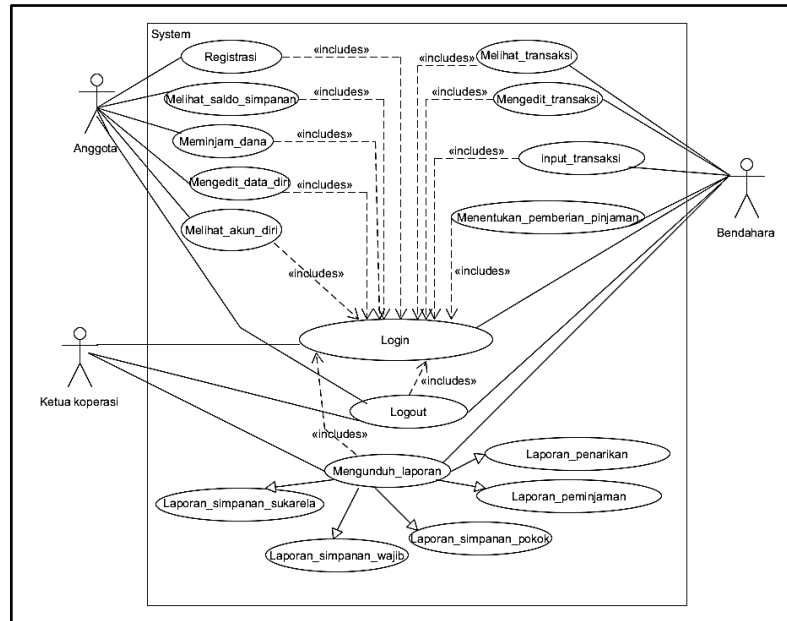 System
Registrasi
«includes»
«includes»
Melihat_transaksi
Melihat_saldo_simpanan
«includes»
«includes»
Mengedit_transaksi
Anggota
Meminjam_dana
«includes»
«includes»
input_transaksi
Mengedit_data_diri
«includes»
Bendahara
Melihat_akun_diri
Menentukan_pemberian_pinjaman
«includes»
«includes»
Login
Ketua koperasi
«includes»
Logout
«includes»
Mengunduh_laporan
Laporan_penarikan
Laporan_simpanan_sukarela
Laporan_peminjaman
Laporan_simpanan_pokok
Laporan_simpanan_wajib